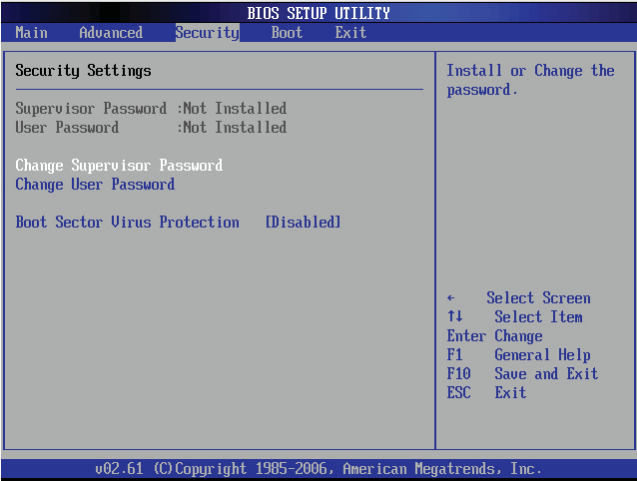 BIOS SETUP UTILITY
Main Advanced Security Boot Exit
Security Settings
Supervisor Password :Not Installed
User Password :Not Installed
Change Supervisor Password
Change User Password
Boot Sector Virus Protection [Disabled]
Install or Change the
password.
← Select Screen
↑↓ Select Item
Enter Change
F1 General Help
F10 Save and Exit
ESC Exit
v02.61 (C)Copyright 1985-2006, American Megatrends, Inc.